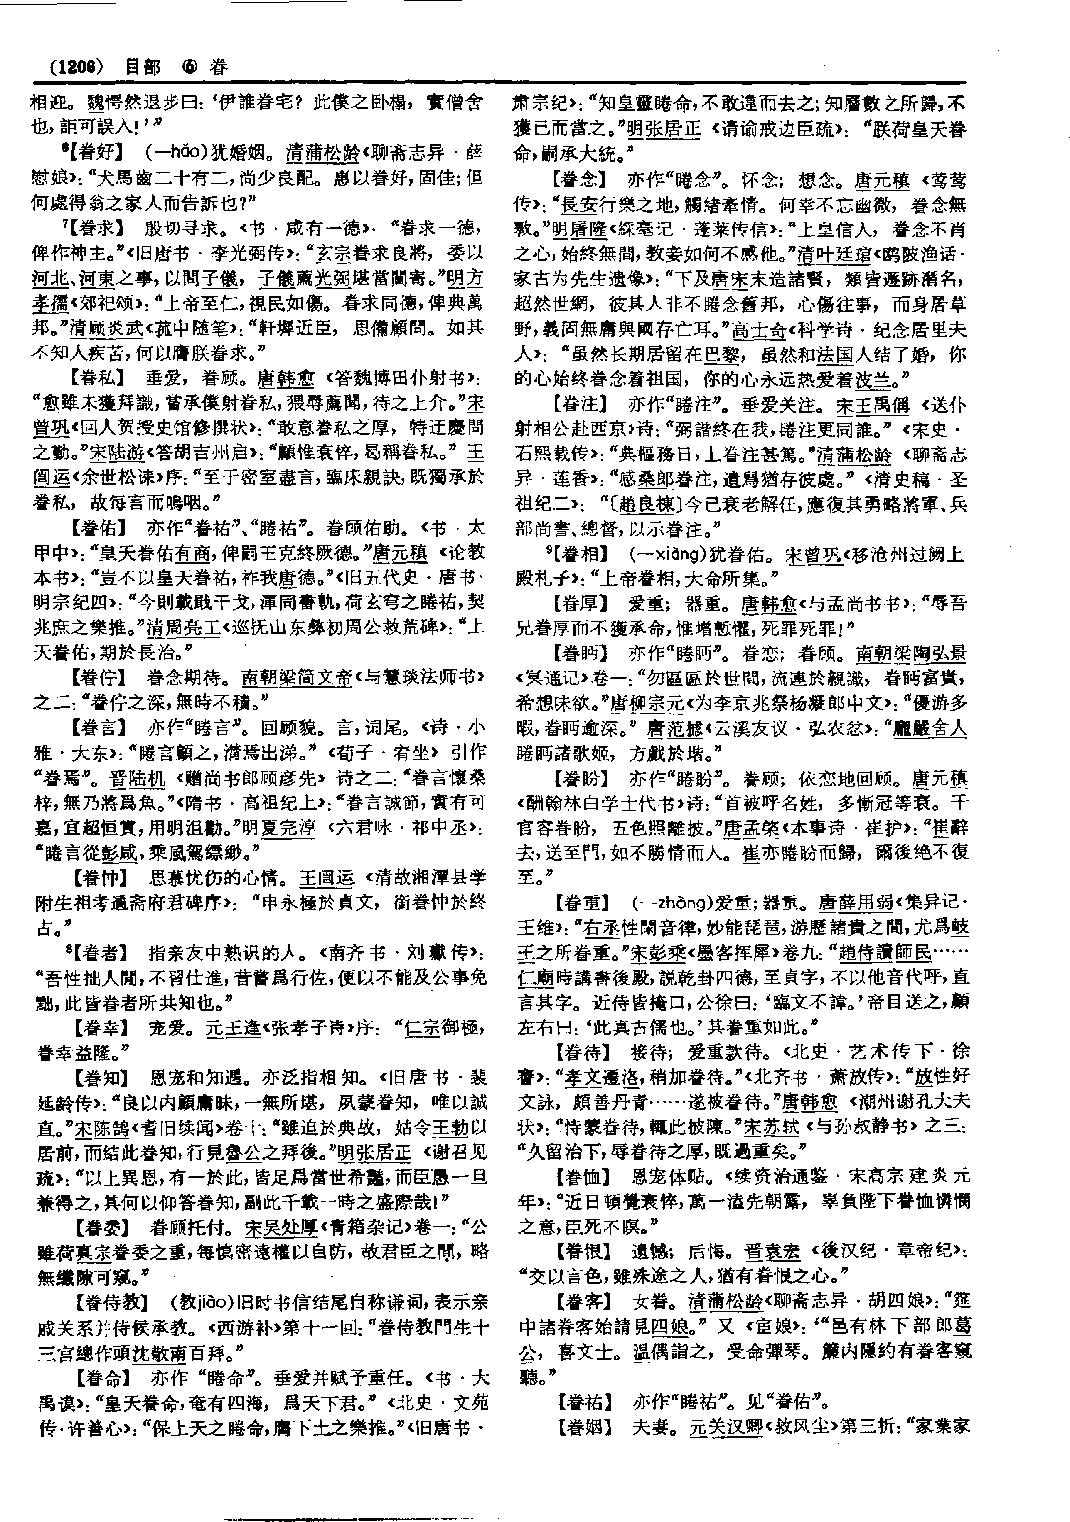 (1206) 目部 ⑥ 眷
相迎。魏愕然退步曰：‘伊誰眷宅？此僕之卧榻，實僧舍
也，詎可誤入！’”
⁶【眷好】 (—hǎo)犹婚姻。清蒲松龄《聊斋志异·薛
慰娘》：“犬馬齒二十有二，尚少良配。惠以眷好，固佳；但
何處得翁之家人而告訴也？”
⁷【眷求】 殷切寻求。《书·咸有一德》：“眷求一德，
俾作神主。”《旧唐书·李光弼传》：“玄宗眷求良將，委以
河北、河東之事，以問子儀，子儀薦光弼堪當閫寄。”明方
孝孺《郊祀颂》：“上帝至仁，視民如傷。眷求同德，俾典萬
邦。”清顾炎武《菰中随笔》：“軒墀近臣，思備顧問。如其
不知人疾苦，何以膺朕眷求。”
【眷私】 垂爱，眷顾。唐韩愈《答魏博田仆射书》：
“愈雖未獲拜識，嘗承僕射眷私，猥辱薦聞，待之上介。”宋
曾巩《回人贺授史馆修撰状》：“敢意眷私之厚，特迂慶問
之勤。”宋陆游《答胡吉州启》：“顧惟衰悴，曷稱眷私。”王
闿运《余世松诔》序：“至于密室盡言，臨床親訣，既獨承於
眷私，故每言而嗚咽。”
【眷佑】 亦作“眷祐”、“睠祐”。眷顾佑助。《书·太
甲中》：“皇天眷佑有商，俾嗣王克終厥德。”唐元稹《论教
本书》：“豈不以皇天眷祐，祚我唐德。”《旧五代史·唐书·
明宗纪四》：“今則載戢干戈，渾同書軌，荷玄穹之睠祐，契
兆庶之樂推。”清周亮工《巡抚山东彝初周公救荒碑》：“上
天眷佑，期於長治。”
【眷伫】 眷念期待。南朝梁简文帝《与慧琰法师书》
之二：“眷佇之深，無時不積。”
【眷言】 亦作“睠言”。回顾貌。言，词尾。《诗·小
雅·大东》：“睠言顧之，潸焉出涕。”《荀子·宥坐》引作
“眷焉”。晋陆机《赠尚书郎顾彦先》诗之二：“眷言懷桑
梓，無乃將爲魚。”《隋书·高祖纪上》：“眷言誠節，實有可
嘉，宜超恒賞，用明沮勸。”明夏完淳《六君咏·祁中丞》：
“睠言從彭咸，乘風駕縹緲。”
【眷忡】 思慕忧伤的心情。王闿运《清故湘潭县学
附生祖考通斋府君碑序》：“申永極於貞文，銜眷忡於終
古。”
⁸【眷者】 指亲友中熟识的人。《南齐书·刘瓛传》：
“吾性拙人間，不習仕進，昔嘗爲行佐，便以不能及公事免
黜，此皆眷者所共知也。”
【眷幸】 宠爱。元王逢《张孝子诗》序：“仁宗御極，
眷幸益隆。”
【眷知】 恩宠和知遇。亦泛指相知。《旧唐书·裴
延龄传》：“良以内顧庸昧，一無所堪，夙蒙眷知，唯以誠
直。”宋陈鹄《耆旧续闻》卷十：“雖追於典故，姑令王勃以
居前，而結此眷知，行見魯公之拜後。”明张居正《谢召见
疏》：“以上異恩，有一於此，皆足爲當世希覯，而臣愚一旦
兼得之，其何以仰答眷知，副此千載一時之盛際哉！”
【眷委】 眷顾托付。宋吴处厚《青箱杂记》卷一：“公
雖荷真宗眷委之重，每慎密遠權以自防，故君臣之間，略
無纖隙可窺。”
【眷侍教】 (教jiào)旧时书信结尾自称谦词，表示亲
戚关系并侍候承教。《西游补》第十一回：“眷侍教門生十
三宮總作頭沈敬南百拜。”
【眷命】 亦作“睠命”。垂爱并赋予重任。《书·大
禹谟》：“皇天眷命，奄有四海，爲天下君。”《北史·文苑
传·许善心》：“保上天之睠命，膺下土之樂推。”《旧唐书·
肃宗纪》：“知皇靈睠命，不敢違而去之；知曆數之所歸，不
獲已而當之。”明张居正《请谕戒边臣疏》：“朕荷皇天眷
命，嗣承大統。”
【眷念】 亦作“睠念”。怀念；想念。唐元稹《莺莺
传》：“長安行樂之地，觸緒牽情。何幸不忘幽微，眷念無
斁。”明屠隆《綵毫记·蓬莱传信》：“上皇信人，眷念不肖
之心，始終無間，教妾如何不感他。”清叶廷琯《鸥陂渔话·
家古为先生遗像》：“下及唐宋末造諸賢，類皆遯跡潛名，
超然世網，彼其人非不睠念舊邦，心傷往事，而身居草
野，義固無庸與國存亡耳。”高士奇《科学诗·纪念居里夫
人》：“虽然长期居留在巴黎，虽然和法国人结了婚，你
的心始终眷念着祖国，你的心永远热爱着波兰。”
【眷注】 亦作“睠注”。垂爱关注。宋王禹偁《送仆
射相公赴西京》诗：“弼諧終在我，睠注更同誰。”《宋史·
石熙载传》：“典樞務日，上眷注甚篤。”清蒲松龄《聊斋志
异·莲香》：“感桑郎眷注，遺舄猶存彼處。”《清史稿·圣
祖纪二》：“〔趙良棟〕今已衰老解任，應復其勇略將軍、兵
部尚書、總督，以示眷注。”
⁹【眷相】 (—xiàng)犹眷佑。宋曾巩《移沧州过阙上
殿札子》：“上帝眷相，大命所集。”
【眷厚】 爱重；器重。唐韩愈《与孟尚书书》：“辱吾
兄眷厚而不獲承命，惟增慙懼，死罪死罪！”
【眷眄】 亦作“睠眄”。眷恋；眷顾。南朝梁陶弘景
《冥通记》卷一：“勿區區於世間，流連於親識，眷眄富貴，
希想味欲。”唐柳宗元《为李京兆祭杨凝郎中文》：“優游多
暇，眷眄逾深。”唐范摅《云溪友议·弘农忿》：“龐嚴舍人
睠眄諸歌姬，方戲於堦。”
【眷盼】 亦作“睠盼”。眷顾；依恋地回顾。唐元稹
《酬翰林白学士代书》诗：“首被呼名姓，多慚冠等衰。千
官容眷盼，五色照離披。”唐孟棨《本事诗·崔护》：“崔辭
去，送至門，如不勝情而入。崔亦睠盼而歸，爾後絶不復
至。”
【眷重】 (—zhòng)爱重；器重。唐薛用弱《集异记·
王维》：“右丞性閑音律，妙能琵琶，游歷諸貴之間，尤爲岐
王之所眷重。”宋彭乘《墨客挥犀》卷九：“趙侍讀師民……
仁廟時講書後殿，説乾卦四德，至貞字，不以他音代呼，直
言其字。近侍皆掩口，公徐曰：‘臨文不諱。’帝目送之，顧
左右曰：‘此真古儒也。’其眷重如此。”
【眷待】 接待；爱重款待。《北史·艺术传下·徐
謇》：“孝文遷洛，稍加眷待。”《北齐书·萧放传》：“放性好
文詠，頗善丹青……遂被眷待。”唐韩愈《潮州谢孔大夫
状》：“恃蒙眷待，輒此披陳。”宋苏轼《与孙叔静书》之三：
“久留治下，辱眷待之厚，既過重矣。”
【眷恤】 恩宠体贴。《续资治通鉴·宋高宗建炎元
年》：“近日頓覺衰悴，萬一溘先朝露，辜負陛下眷恤憐憫
之意，臣死不瞑。”
【眷恨】 遗憾；后悔。晋袁宏《後汉纪·章帝纪》：
“交以言色，雖殊途之人，猶有眷恨之心。”
【眷客】 女眷。清蒲松龄《聊斋志异·胡四娘》：“筵
中諸眷客始請見四娘。”又《宦娘》：“邑有林下部郎葛
公，喜文士。溫偶詣之，受命彈琴。簾内隱約有眷客窺
聽。”
【眷祜】 亦作“睠祜”。见“眷佑”。
【眷姻】 夫妻。元关汉卿《救风尘》第三折：“家業家